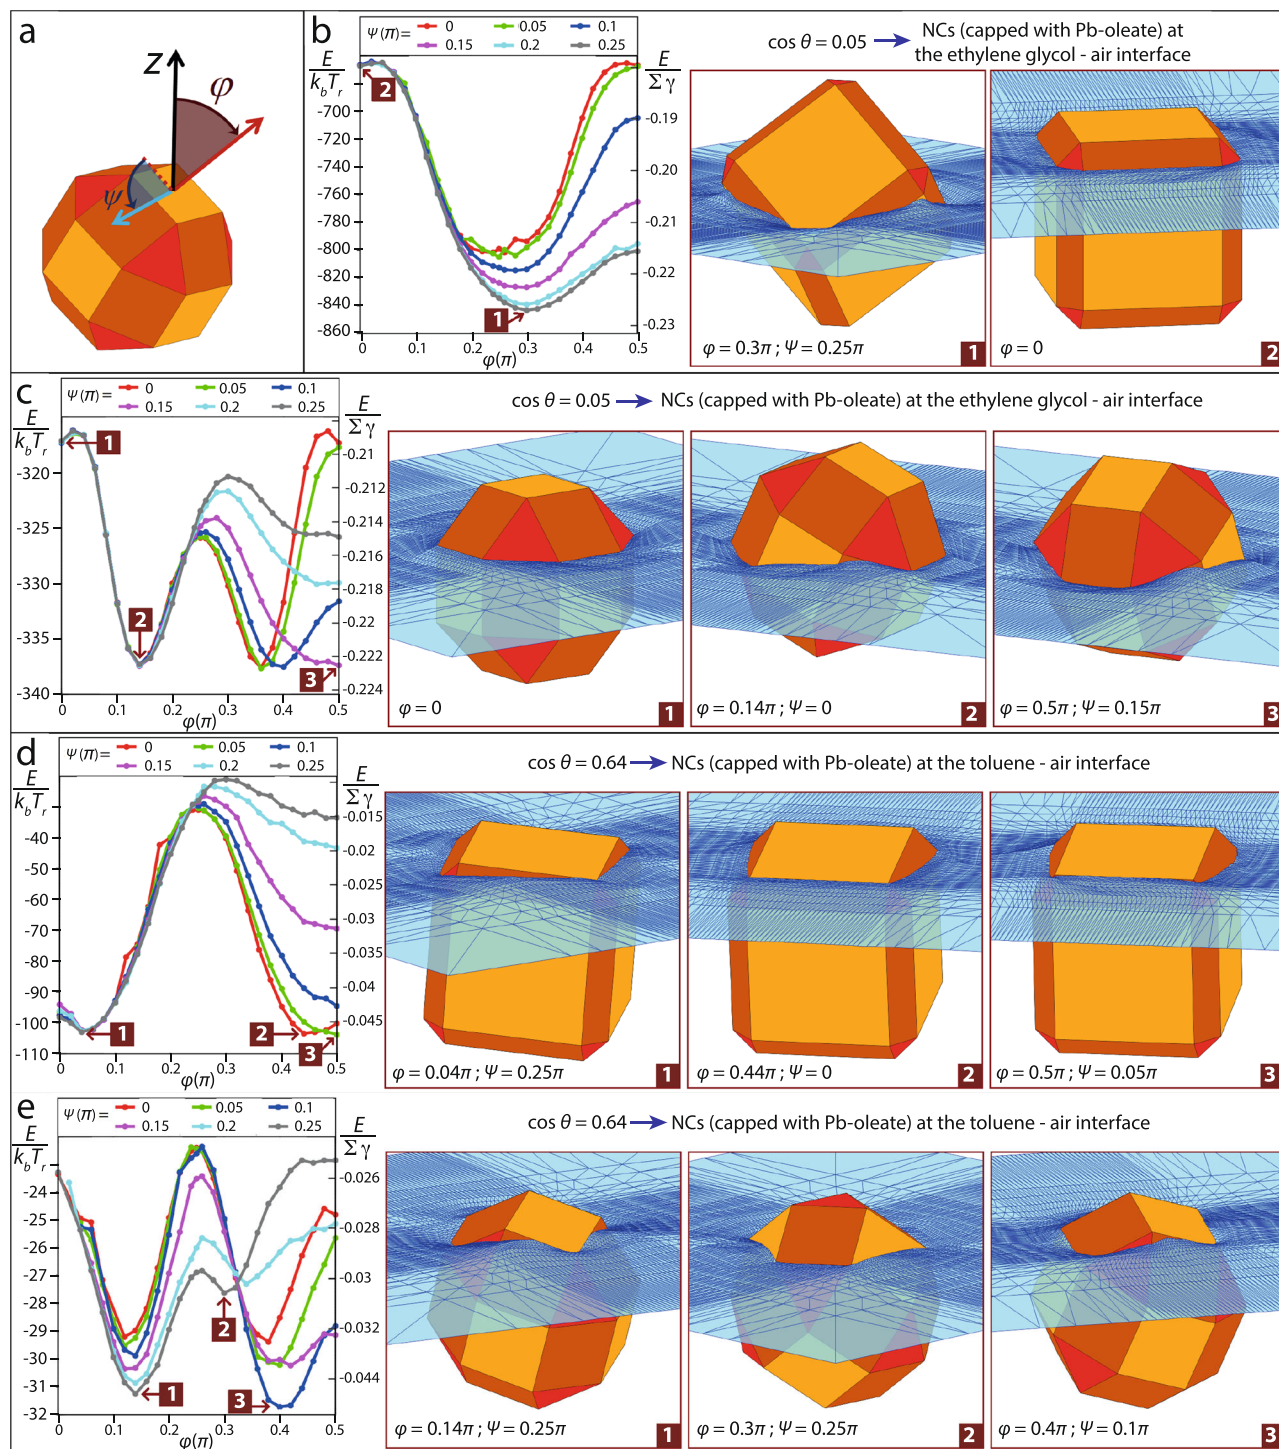 a
Z
φ
ψ
b
Ψ(π)= 0 0.05 0.1
0.15 0.2 0.25
E
k_bT_r
E
Σγ
-700
-720
-740
-760
-780
-800
-820
-840
-860
-0.19
-0.20
-0.21
-0.22
-0.23
2
1
0 0.1 0.2 0.3 0.4 0.5
φ(π)
cos θ = 0.05 → NCs (capped with Pb-oleate) at
the ethylene glycol - air interface
φ = 0.3π ; Ψ = 0.25π
1
φ = 0
2
c
Ψ(π)= 0 0.05 0.1
0.15 0.2 0.25
E
k_bT_r
E
Σγ
-320
-325
-330
-335
-340
-0.21
-0.212
-0.214
-0.216
-0.218
-0.22
-0.222
-0.224
1
2
3
0 0.1 0.2 0.3 0.4 0.5
φ(π)
cos θ = 0.05 → NCs (capped with Pb-oleate) at the ethylene glycol - air interface
φ = 0
1
φ = 0.14π ; Ψ = 0
2
φ = 0.5π ; Ψ = 0.15π
3
d
Ψ(π)= 0 0.05 0.1
0.15 0.2 0.25
E
k_bT_r
E
Σγ
-40
-50
-60
-70
-80
-90
-100
-110
-0.015
-0.02
-0.025
-0.03
-0.035
-0.04
-0.045
1
2
3
0 0.1 0.2 0.3 0.4 0.5
φ(π)
cos θ = 0.64 → NCs (capped with Pb-oleate) at the toluene - air interface
φ = 0.04π ; Ψ = 0.25π
1
φ = 0.44π ; Ψ = 0
2
φ = 0.5π ; Ψ = 0.05π
3
e
Ψ(π)= 0 0.05 0.1
0.15 0.2 0.25
E
k_bT_r
E
Σγ
-24
-25
-26
-27
-28
-29
-30
-31
-32
-0.026
-0.028
-0.03
-0.032
-0.044
2
1
3
0 0.1 0.2 0.3 0.4 0.5
φ(π)
cos θ = 0.64 → NCs (capped with Pb-oleate) at the toluene - air interface
φ = 0.14π ; Ψ = 0.25π
1
φ = 0.3π ; Ψ = 0.25π
2
φ = 0.4π ; Ψ = 0.1π
3